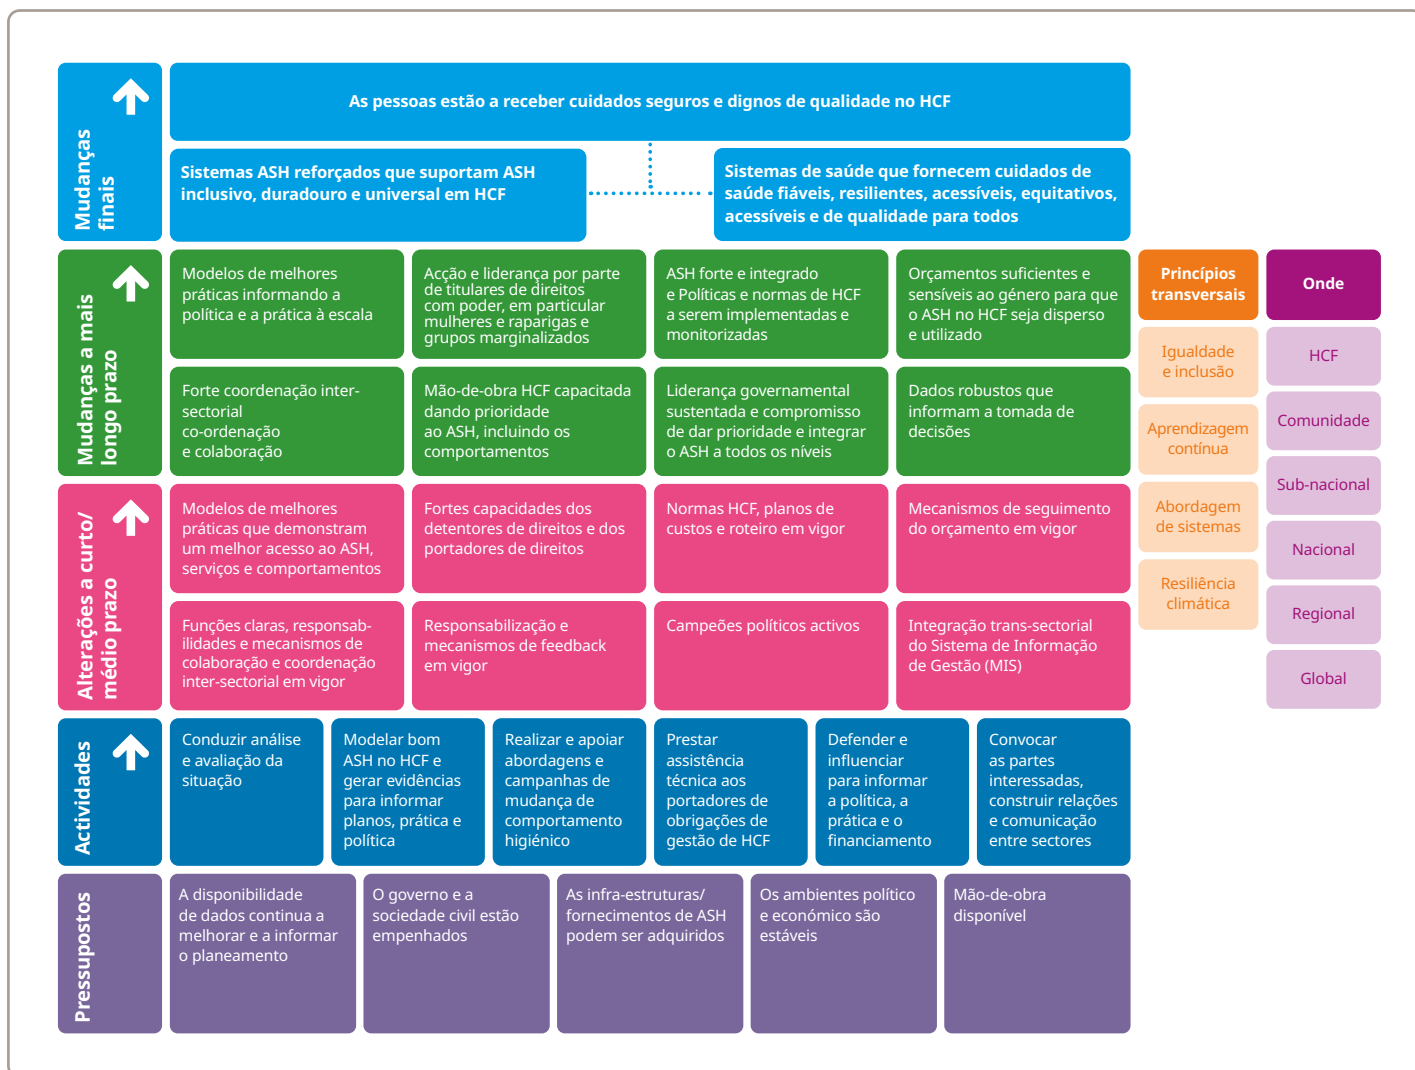 Mudanças
finais
As pessoas estão a receber cuidados seguros e dignos de qualidade no HCF
Sistemas ASH reforçados que suportam ASH
inclusivo, duradouro e universal em HCF
Sistemas de saúde que fornecem cuidados de
saúde fiáveis, resilientes, acessíveis, equitativos,
acessíveis e de qualidade para todos
Mudanças a mais
longo prazo
Modelos de melhores
práticas informando a
política e a prática à escala
Acção e liderança por parte
de titulares de direitos
com poder, em particular
mulheres e raparigas e
grupos marginalizados
ASH forte e integrado
e Políticas e normas de HCF
a serem implementadas e
monitorizadas
Orçamentos suficientes e
sensíveis ao género para que
o ASH no HCF seja disperso
e utilizado
Forte coordenação inter-
sectorial
co-ordenação
e colaboração
Mão-de-obra HCF capacitada
dando prioridade
ao ASH, incluindo os
comportamentos
Liderança governamental
sustentada e compromisso
de dar prioridade e integrar
o ASH a todos os níveis
Dados robustos que
informam a tomada de
decisões
Alterações a curto/
médio prazo
Modelos de melhores
práticas que demonstram
um melhor acesso ao ASH,
serviços e comportamentos
Fortes capacidades dos
detentores de direitos e dos
portadores de direitos
Normas HCF, planos de
custos e roteiro em vigor
Mecanismos de seguimento
do orçamento em vigor
Funções claras, responsab-
ilidades e mecanismos de
colaboração e coordenação
inter-sectorial em vigor
Responsabilização e
mecanismos de feedback
em vigor
Campeões políticos activos
Integração trans-sectorial
do Sistema de Informação
de Gestão (MIS)
Actividades
Conduzir análise
e avaliação da
situação
Modelar bom
ASH no HCF e
gerar evidências
para informar
planos, prática e
política
Realizar e apoiar
abordagens e
campanhas de
mudança de
comportamento
higiénico
Prestar
assistência
técnica aos
portadores de
obrigações de
gestão de HCF
Defender e
influenciar
para informar
a política, a
prática e o
financiamento
Convocar
as partes
interessadas,
construir relações
e comunicação
entre sectores
Pressupostos
A disponibilidade
de dados continua a
melhorar e a informar
o planeamento
O governo e a
sociedade civil estão
empenhados
As infra-estruturas/
fornecimentos de ASH
podem ser adquiridos
Os ambientes político
e económico são
estáveis
Mão-de-obra
disponível
Princípios
transversais
Igualdade
e inclusão
Aprendizagem
contínua
Abordagem
de sistemas
Resiliência
climática
Onde
HCF
Comunidade
Sub-nacional
Nacional
Regional
Global